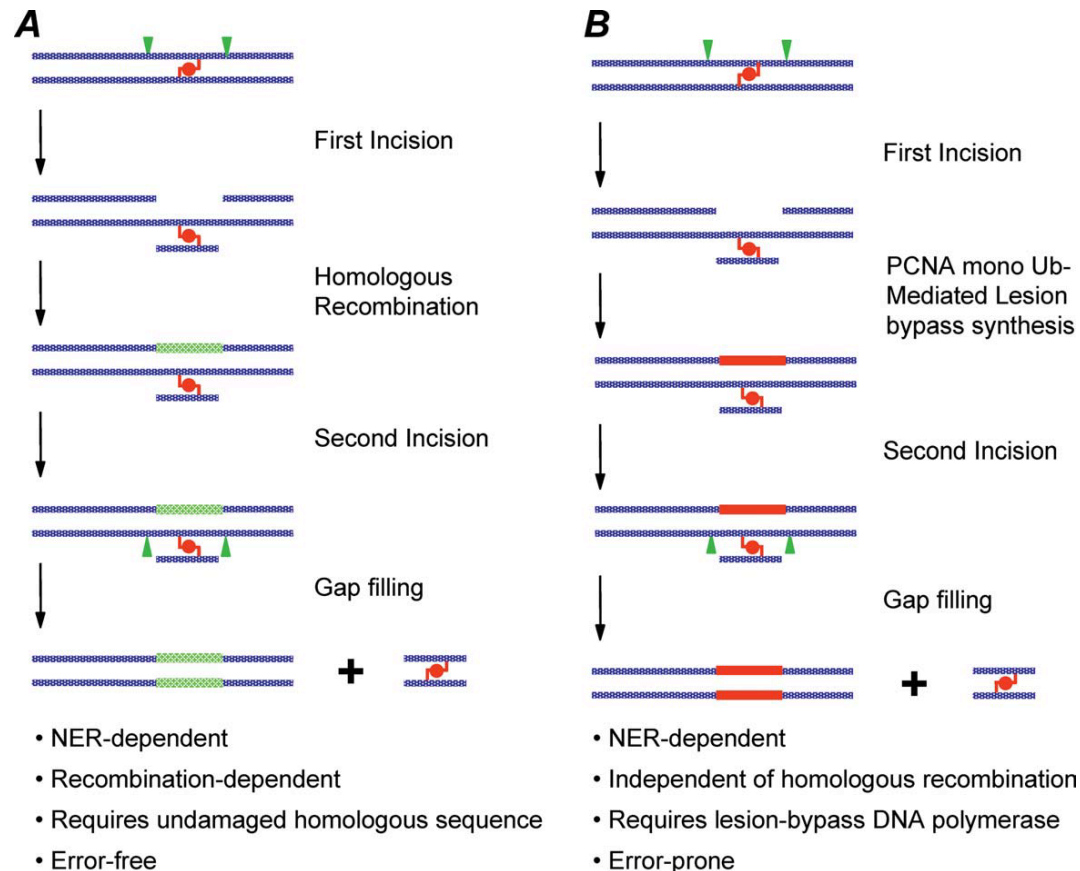 A
First Incision
Homologous
Recombination
Second Incision
Gap filling
+
• NER-dependent
• Recombination-dependent
• Requires undamaged homologous sequence
• Error-free
B
First Incision
PCNA mono Ub-
Mediated Lesion
bypass synthesis
Second Incision
Gap filling
+
• NER-dependent
• Independent of homologous recombination
• Requires lesion-bypass DNA polymerase
• Error-prone